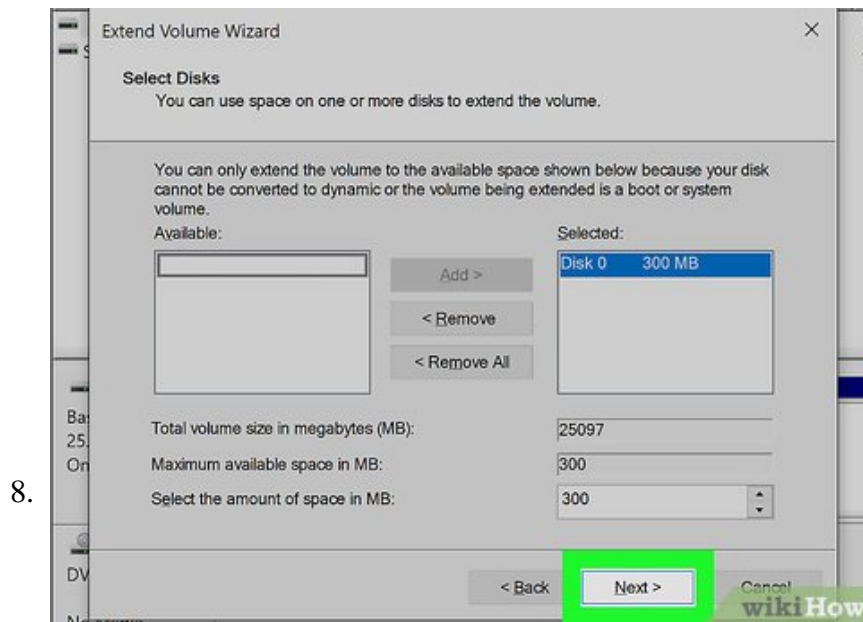 Extend Volume Wizard
Select Disks
You can use space on one or more disks to extend the volume.
You can only extend the volume to the available space shown below because your disk
cannot be converted to dynamic or the volume being extended is a boot or system
volume.
Available:
Selected:
Disk 0 300 MB
Add >
< Remove
< Remove All
Total volume size in megabytes (MB): 25097
Maximum available space in MB: 300
Select the amount of space in MB: 300
8.
< Back Next > Cancel
wikiHow